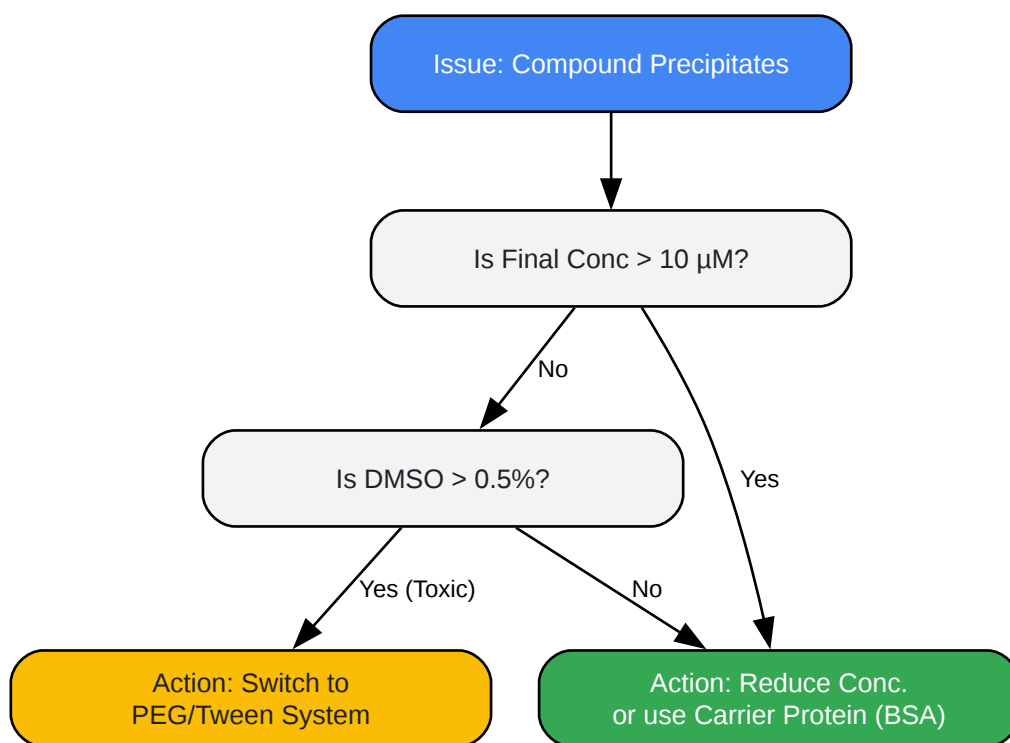 Issue: Compound Precipitates
Is Final Conc > 10 µM?
No
Is DMSO > 0.5%?
Yes
Yes (Toxic)
No
Action: Switch to
PEG/Tween System
Action: Reduce Conc.
or use Carrier Protein (BSA)